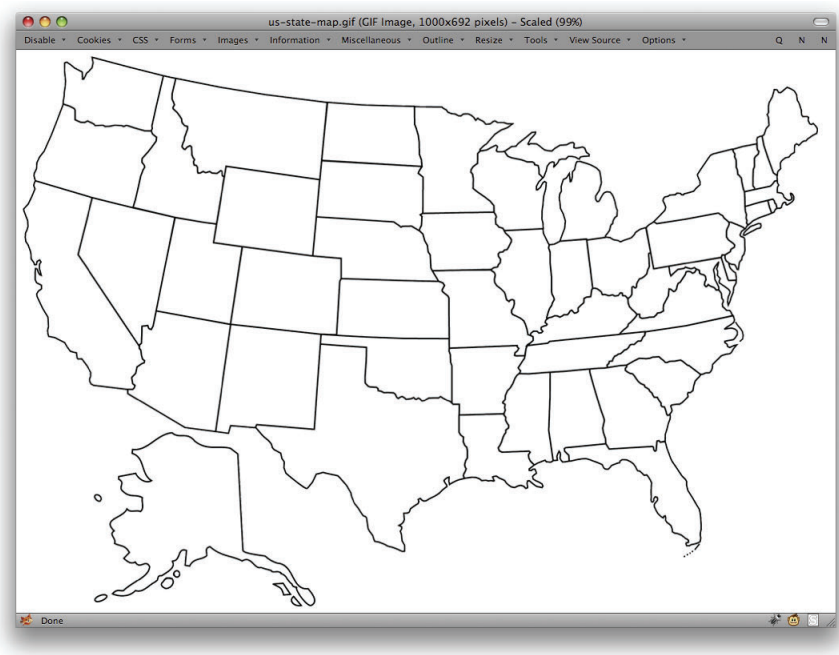 us-state-map.gif (GIF Image, 1000x692 pixels) – Scaled (99%)
Disable Cookies CSS Forms Images Information Miscellaneous Outline Resize Tools View Source Options Q N N
Done
S